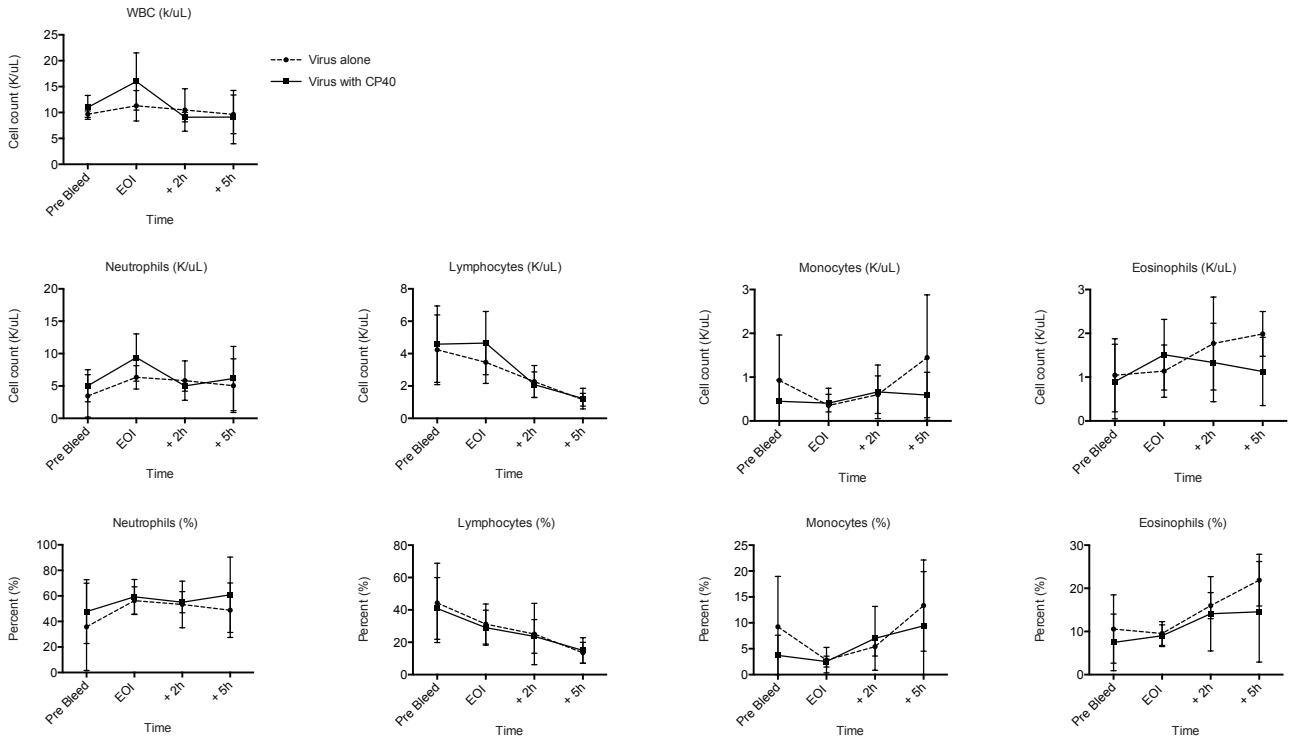 WBC (k/uL)
25
20
15
10
5
0
Cell count (K/uL)
Pre Bleed
EOI
+ 2h
+ 5h
Time
Virus alone
Virus with CP40
Neutrophils (K/uL)
20
15
10
5
0
Cell count (K/uL)
Pre Bleed
EOI
+ 2h
+ 5h
Time
Lymphocytes (K/uL)
8
6
4
2
0
Cell count (K/uL)
Pre Bleed
EOI
+ 2h
+ 5h
Time
Monocytes (K/uL)
3
2
1
0
Cell count (K/uL)
Pre Bleed
EOI
+ 2h
+ 5h
Time
Eosinophils (K/uL)
3
2
1
0
Cell count (K/uL)
Pre Bleed
EOI
+ 2h
+ 5h
Time
Neutrophils (%)
100
80
60
40
20
0
Percent (%)
Pre Bleed
EOI
+ 2h
+ 5h
Time
Lymphocytes (%)
80
60
40
20
0
Percent (%)
Pre Bleed
EOI
+ 2h
+ 5h
Time
Monocytes (%)
25
20
15
10
5
0
Percent (%)
Pre Bleed
EOI
+ 2h
+ 5h
Time
Eosinophils (%)
30
20
10
0
Percent (%)
Pre Bleed
EOI
+ 2h
+ 5h
Time